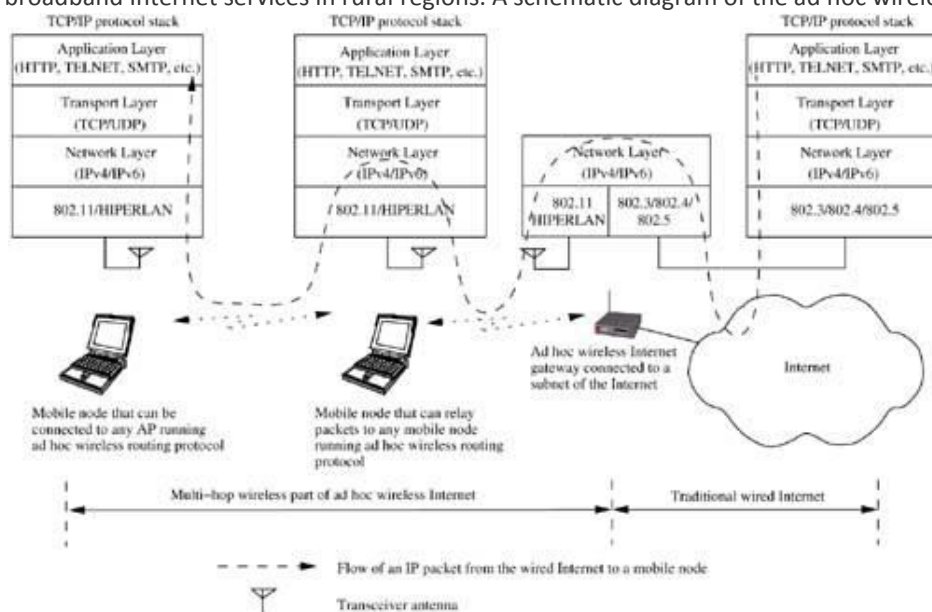 broadband Internet services in rural regions. A schematic diagram of the ad hoc wirele
TCP/IP protocol stack
TCP/IP protocol stack
TCP/IP protocol stack
Application Layer
(HTTP, TELNET, SMTP, etc.)
Transport Layer
(TCP/UDP)
Network Layer
(IPv4/IPv6)
802.11/HIPERLAN
Application Layer
(HTTP, TELNET, SMTP, etc.)
Transport Layer
(TCP/UDP)
Network Layer
(IPv4/IPv6)
802.11/HIPERLAN
Network Layer
(IPv4/IPv6)
802.11
HIPERLAN
802.3/802.4/
802.5
Application Layer
(HTTP, TELNET, SMTP, etc.)
Transport Layer
(TCP/UDP)
Network Layer
(IPv4/IPv6)
802.3/802.4/802.5
Mobile node that can be
connected to any AP running
ad hoc wireless routing protocol
Mobile node that can relay
packets to any mobile node
running ad hoc wireless routing
protocol
Ad hoc wireless Internet
gateway connected to a
subnet of the Internet
Internet
Multi-hop wireless part of ad hoc wireless Internet
Traditional wired Internet
Flow of an IP packet from the wired Internet to a mobile node
Transceiver antenna